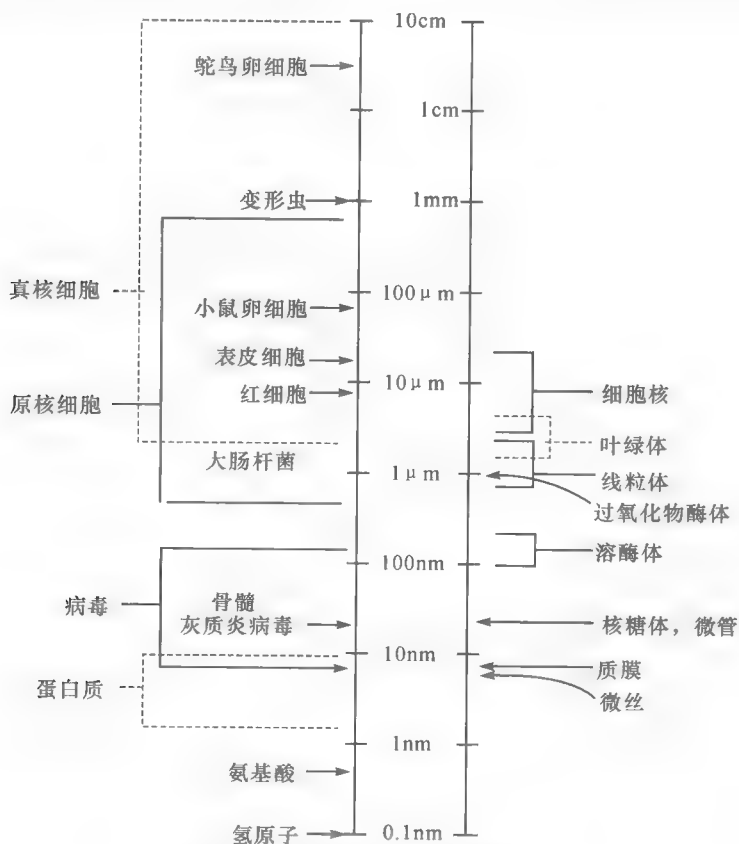 10cm
鸵鸟卵细胞
1cm
变形虫
1mm
真核细胞
100μm
小鼠卵细胞
表皮细胞
10μm
红细胞
细胞核
原核细胞
叶绿体
大肠杆菌
1μm
线粒体
过氧化物酶体
溶酶体
100nm
病毒
骨髓
灰质炎病毒
核糖体，微管
10nm
质膜
蛋白质
微丝
1nm
氨基酸
氢原子
0.1nm